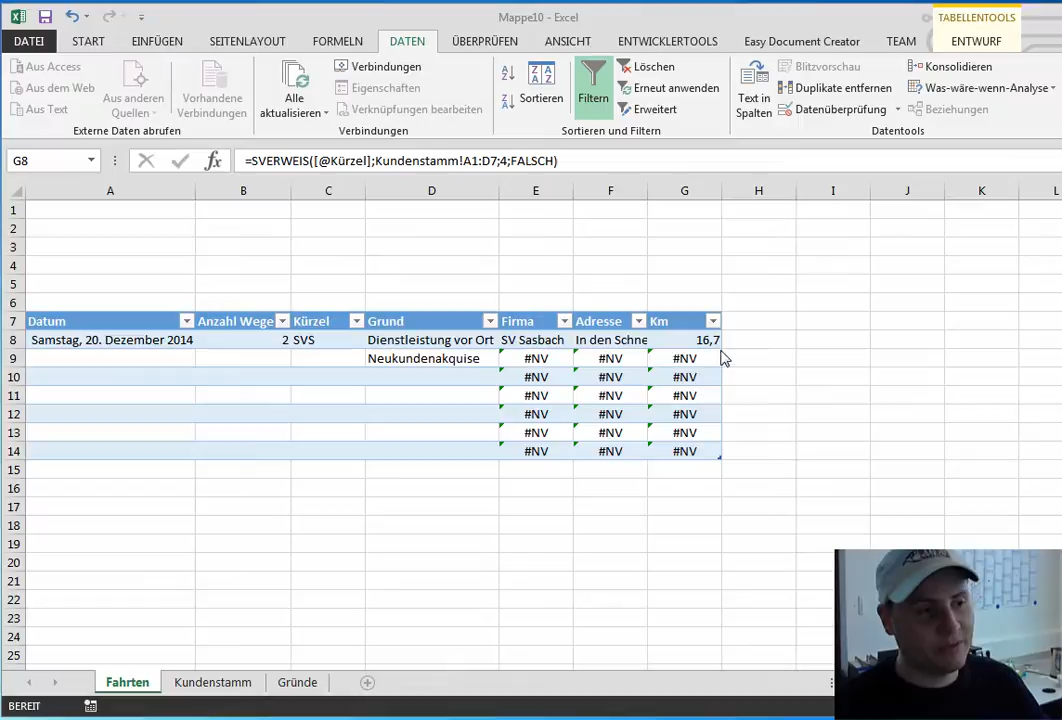 Mappe10 - Excel
TABELLENTOOLS
DATEI START EINFÜGEN SEITENLAYOUT FORMELN DATEN ÜBERPRÜFEN ANSICHT ENTWICKLERTOOLS Easy Document Creator TEAM ENTWURF
Aus Access
Aus dem Web
Aus Text
Aus anderen Quellen
Vorhandene Verbindungen
Externe Daten abrufen
Alle aktualisieren
Verbindungen
Eigenschaften
Verknüpfungen bearbeiten
Verbindungen
Sortieren
Filtern
Löschen
Erneut anwenden
Erweitert
Sortieren und Filtern
Text in Spalten
Blitzvorschau
Duplikate entfernen
Datenüberprüfung
Konsolidieren
Was-wäre-wenn-Analyse
Beziehungen
Datentools
G8 fx =SVERWEIS([@Kürzel];Kundenstamm!A1:D7;4;FALSCH)
A B C D E F G H I J K L
1
2
3
4
5
6
7 Datum Anzahl Wege Kürzel Grund Firma Adresse Km
8 Samstag, 20. Dezember 2014 2 SVS Dienstleistung vor Ort SV Sasbach In den Schne 16,7
9 Neukundenakquise #NV #NV #NV
10 #NV #NV #NV
11 #NV #NV #NV
12 #NV #NV #NV
13 #NV #NV #NV
14 #NV #NV #NV
15
16
17
18
19
20
21
22
23
24
25
Fahrten Kundenstamm Gründe
BEREIT